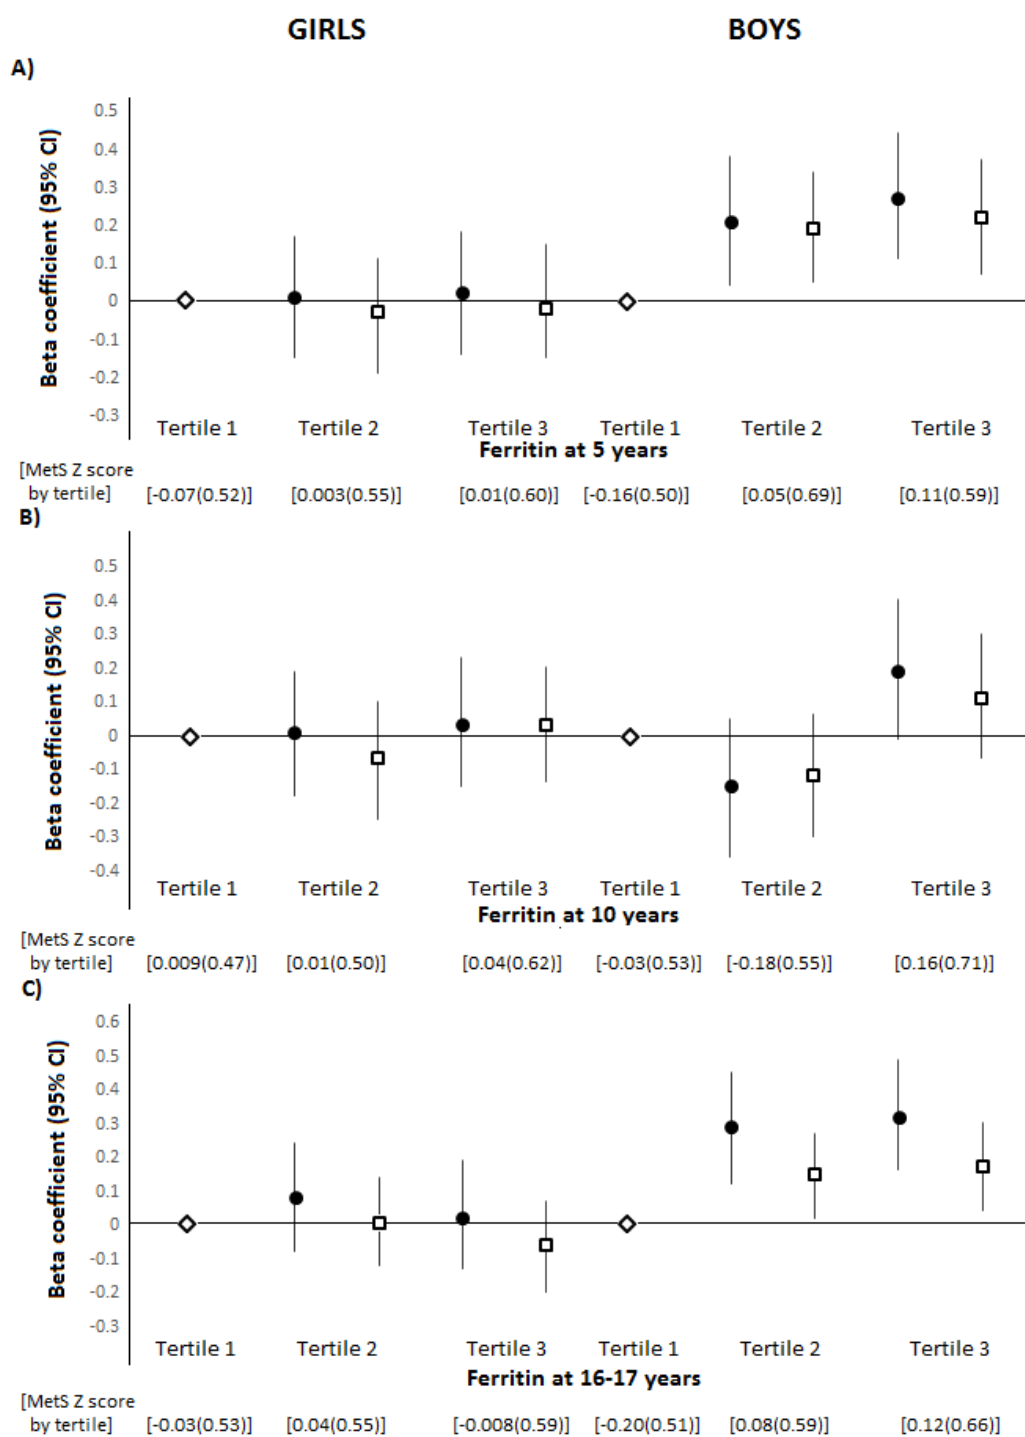 GIRLS BOYS
A)
Beta coefficient (95% CI)
0.5
0.4
0.3
0.2
0.1
0
-0.1
-0.2
-0.3
Tertile 1 Tertile 2 Tertile 3 Tertile 1 Tertile 2 Tertile 3
Ferritin at 5 years
[MetS Z score
by tertile] [-0.07(0.52)] [0.003(0.55)] [0.01(0.60)] [-0.16(0.50)] [0.05(0.69)] [0.11(0.59)]
B)
Beta coefficient (95% CI)
0.5
0.4
0.3
0.2
0.1
0
-0.1
-0.2
-0.3
-0.4
Tertile 1 Tertile 2 Tertile 3 Tertile 1 Tertile 2 Tertile 3
Ferritin at 10 years
[MetS Z score
by tertile] [0.009(0.47)] [0.01(0.50)] [0.04(0.62)] [-0.03(0.53)] [-0.18(0.55)] [0.16(0.71)]
C)
Beta coefficient (95% CI)
0.6
0.5
0.4
0.3
0.2
0.1
0
-0.1
-0.2
-0.3
Tertile 1 Tertile 2 Tertile 3 Tertile 1 Tertile 2 Tertile 3
Ferritin at 16-17 years
[MetS Z score
by tertile] [-0.03(0.53)] [0.04(0.55)] [-0.008(0.59)] [-0.20(0.51)] [0.08(0.59)] [0.12(0.66)]